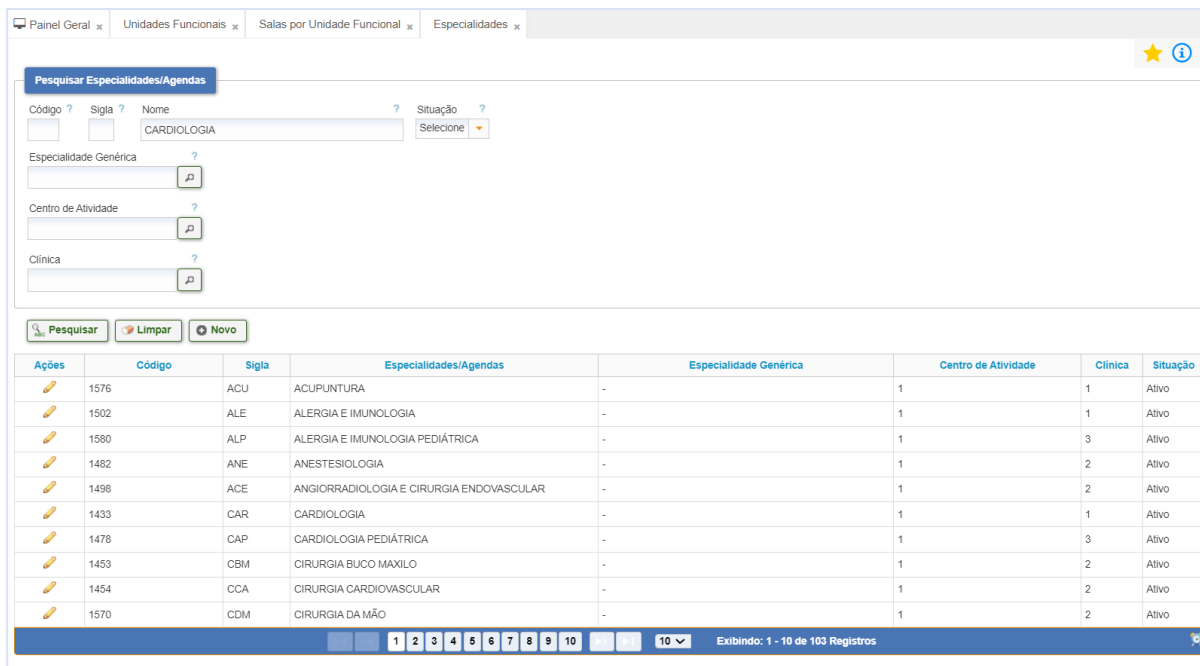 Painel Geral x Unidades Funcionais x Salas por Unidade Funcional x Especialidades x
Pesquisar Especialidades/Agendas
Código ? Sigla ? Nome ? Situação ?
CARDIOLOGIA Selecione
Especialidade Genérica ?
Centro de Atividade ?
Clínica ?
Pesquisar Limpar Novo
Ações Código Sigla Especialidades/Agendas Especialidade Genérica Centro de Atividade Clínica Situação
1576 ACU ACUPUNTURA - 1 1 Ativo
1502 ALE ALERGIA E IMUNOLOGIA - 1 1 Ativo
1580 ALP ALERGIA E IMUNOLOGIA PEDIÁTRICA - 1 3 Ativo
1482 ANE ANESTESIOLOGIA - 1 2 Ativo
1498 ACE ANGIORRADIOLOGIA E CIRURGIA ENDOVASCULAR - 1 2 Ativo
1433 CAR CARDIOLOGIA - 1 1 Ativo
1478 CAP CARDIOLOGIA PEDIÁTRICA - 1 3 Ativo
1453 CBM CIRURGIA BUCO MAXILO - 1 2 Ativo
1454 CCA CIRURGIA CARDIOVASCULAR - 1 2 Ativo
1570 CDM CIRURGIA DA MÃO - 1 2 Ativo
1 2 3 4 5 6 7 8 9 10 10 Exibindo: 1 - 10 de 103 Registros